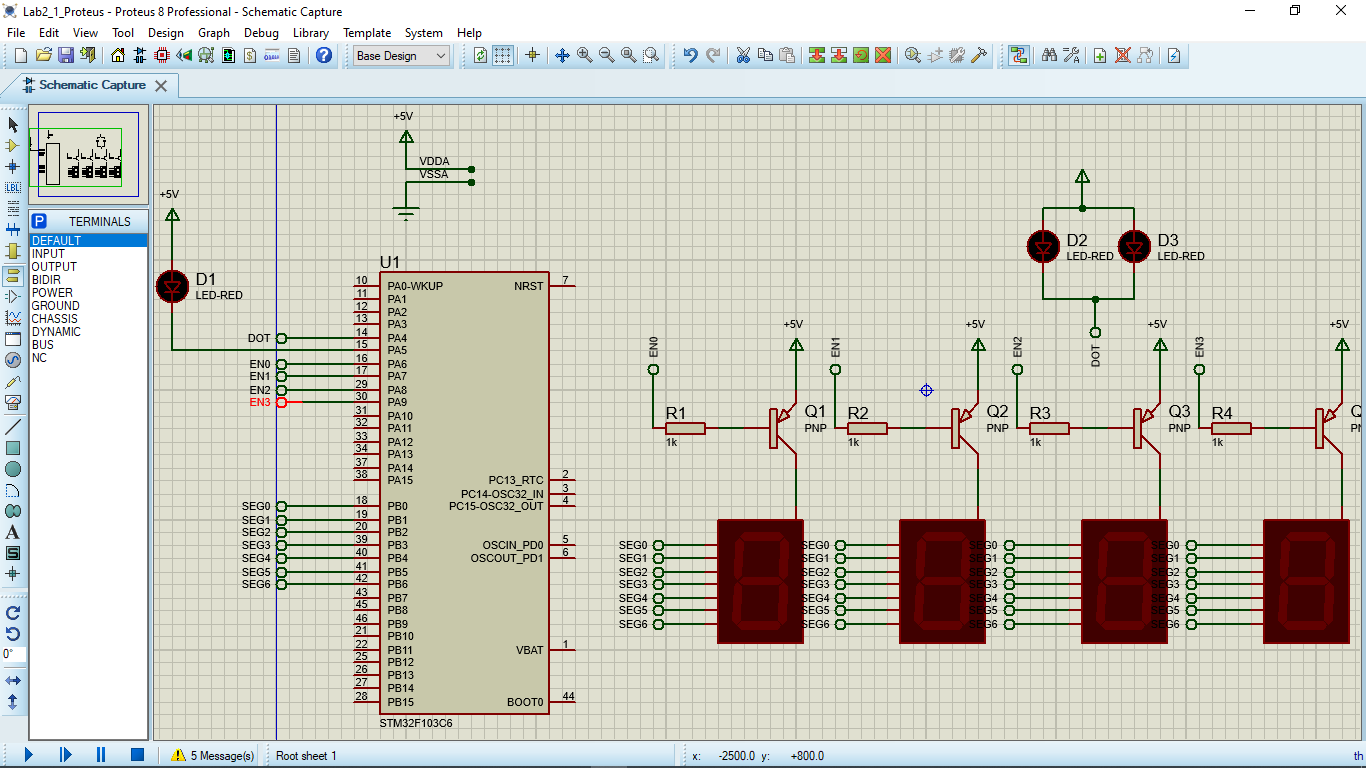 Lab2_1_Proteus - Proteus 8 Professional - Schematic Capture
File Edit View Tool Design Graph Debug Library Template System Help
Base Design
Schematic Capture
TERMINALS
DEFAULT
INPUT
OUTPUT
BIDIR
POWER
GROUND
CHASSIS
DYNAMIC
BUS
NC
LBL
0°
+5V
VDDA
VSSA
+5V
D1
LED-RED
DOT
EN0
EN1
EN2
EN3
SEG0
SEG1
SEG2
SEG3
SEG4
SEG5
SEG6
U1
10 PA0-WKUP
11 PA1
12 PA2
13 PA3
14 PA4
15 PA5
16 PA6
17 PA7
29 PA8
30 PA9
31 PA10
32 PA11
33 PA12
34 PA13
37 PA14
38 PA15
18 PB0
19 PB1
20 PB2
39 PB3
40 PB4
41 PB5
42 PB6
43 PB7
45 PB8
46 PB9
21 PB10
22 PB11
25 PB12
26 PB13
27 PB14
28 PB15
NRST 7
PC13_RTC 2
PC14-OSC32_IN 3
PC15-OSC32_OUT 4
OSCIN_PD0 5
OSCOUT_PD1 6
VBAT 1
BOOT0 44
STM32F103C6
D2
LED-RED
D3
LED-RED
DOT
EN0
+5V
R1
1k
Q1
PNP
EN1
+5V
R2
1k
Q2
PNP
EN2
+5V
R3
1k
Q3
PNP
EN3
+5V
R4
1k
SEG0 SEG0 SEG0 SEG0
SEG1 SEG1 SEG1 SEG1
SEG2 SEG2 SEG2 SEG2
SEG3 SEG3 SEG3 SEG3
SEG4 SEG4 SEG4 SEG4
SEG5 SEG5 SEG5 SEG5
SEG6 SEG6 SEG6 SEG6
5 Message(s) Root sheet 1 x: -2500.0 y: +800.0 th